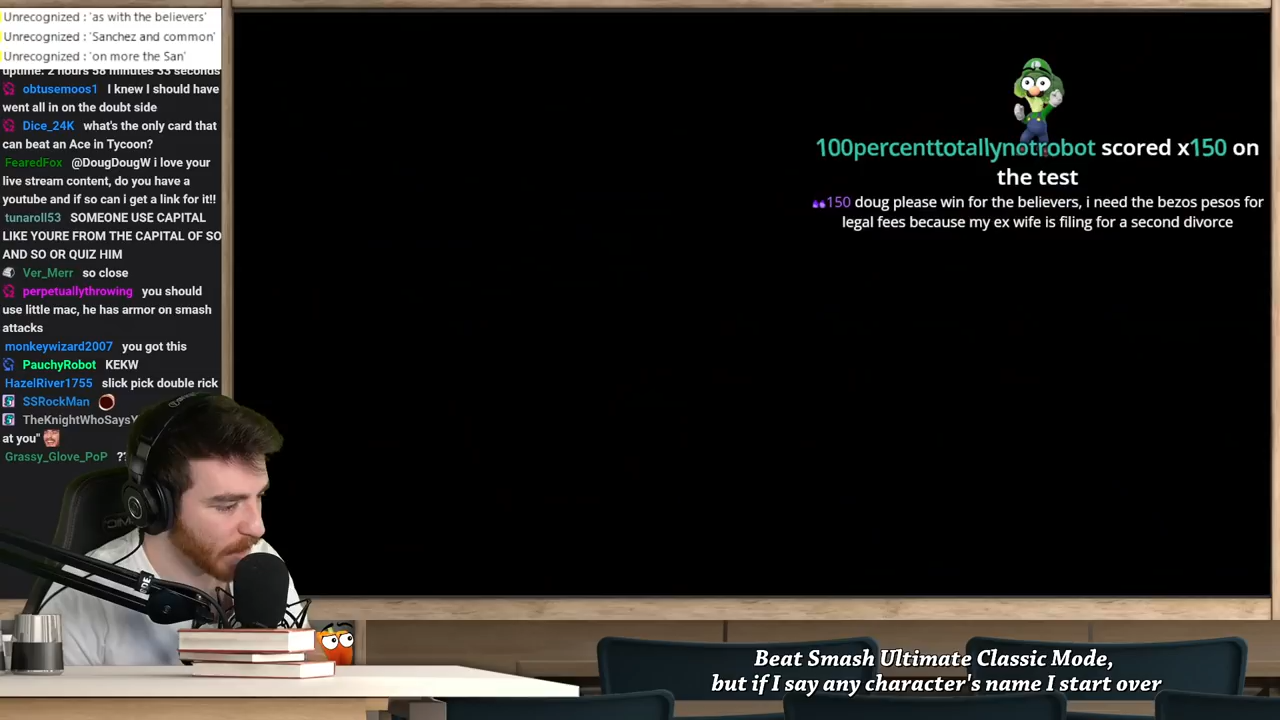 Unrecognized : 'as with the believers'
Unrecognized : 'Sanchez and common'
Unrecognized : 'on more the San'
uptime: 2 hours 58 minutes 33 seconds
obtusemoos1 I knew I should have
went all in on the doubt side
Dice_24K what's the only card that
can beat an Ace in Tycoon?
FearedFox @DougDougW i love your
live stream content, do you have a
youtube and if so can i get a link for it!!
tunaroll53 SOMEONE USE CAPITAL
LIKE YOURE FROM THE CAPITAL OF SO
AND SO OR QUIZ HIM
Ver_Merr so close
perpetuallythrowing you should
use little mac, he has armor on smash
attacks
monkeywizard2007 you got this
PauchyRobot KEKW
HazelRiver1755 slick pick double rick
SSRockMan
TheKnightWhoSaysY
at you"
Grassy_Glove_PoP ??
100percenttotallynotrobot scored x150 on
the test
150 doug please win for the believers, i need the bezos pesos for
legal fees because my ex wife is filing for a second divorce
Beat Smash Ultimate Classic Mode,
but if I say any character's name I start over